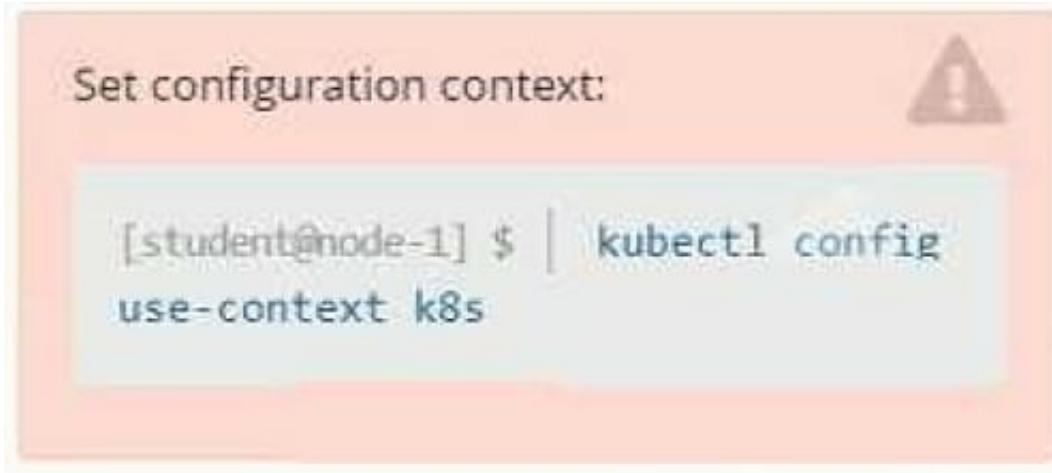 Set configuration context:
[student@node-1] $ | kubectl config
use-context k8s